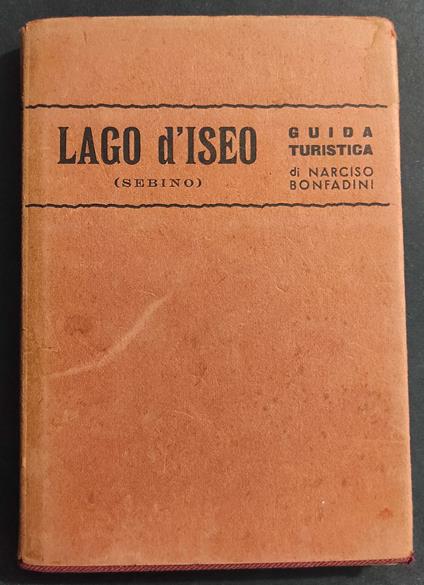 LAGO d'ISEO
(SEBINO)
GUIDA
TURISTICA
di NARCISO
BONFADINI